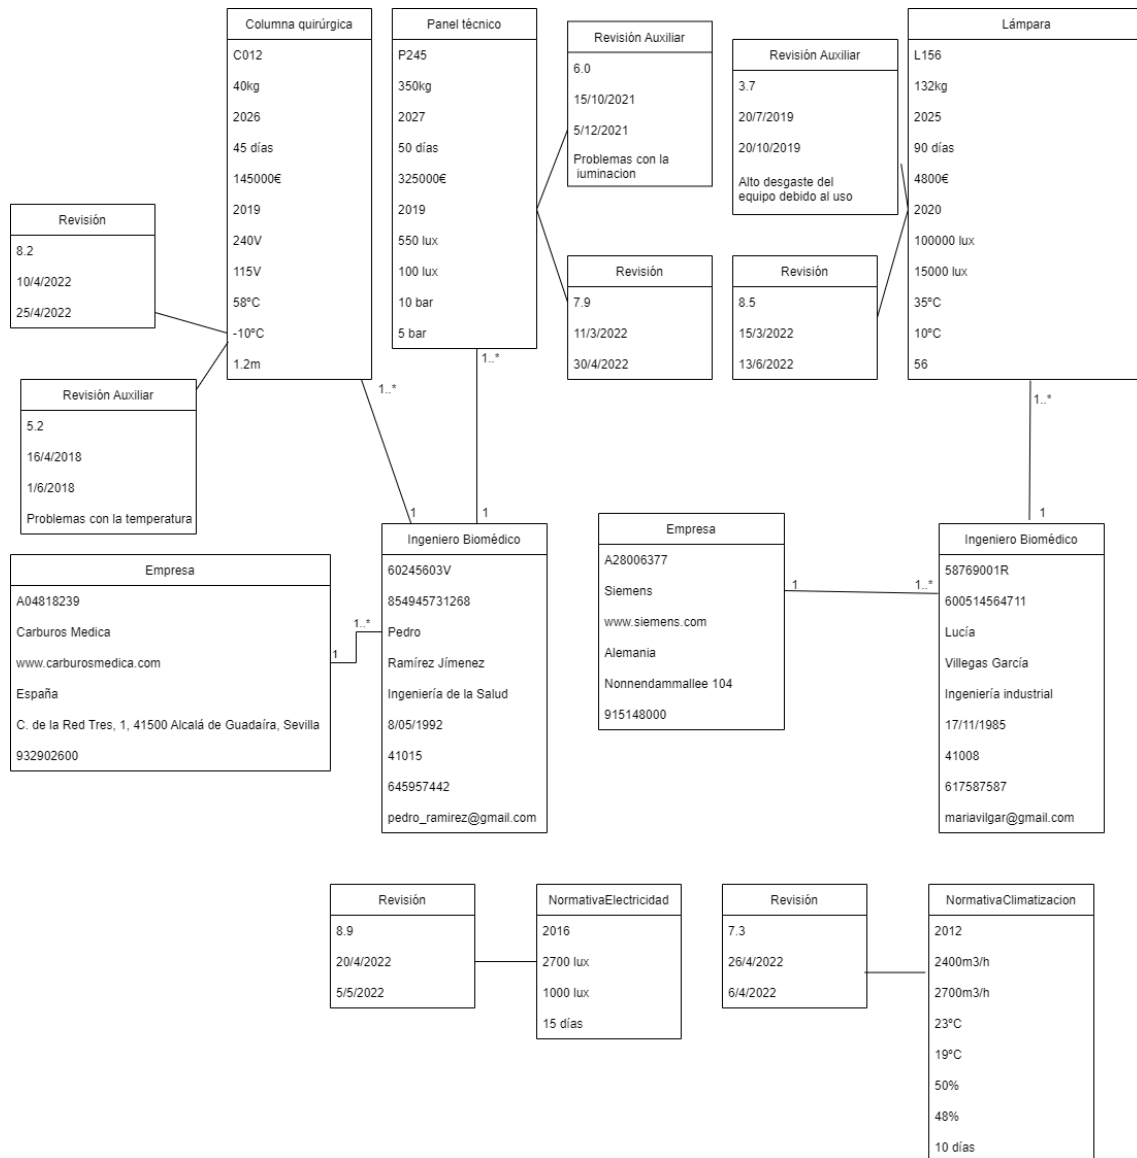 Columna quirúrgica
C012
40kg
2026
45 días
145000€
2019
240V
115V
58ºC
-10ºC
1.2m
Panel técnico
P245
350kg
2027
50 días
325000€
2019
550 lux
100 lux
10 bar
5 bar
Revisión Auxiliar
6.0
15/10/2021
5/12/2021
Problemas con la
iuminacion
Revisión Auxiliar
3.7
20/7/2019
20/10/2019
Alto desgaste del
equipo debido al uso
Lámpara
L156
132kg
2025
90 días
4800€
2020
100000 lux
15000 lux
35ºC
10ºC
56
Revisión
8.2
10/4/2022
25/4/2022
Revisión
7.9
11/3/2022
30/4/2022
Revisión
8.5
15/3/2022
13/6/2022
Revisión Auxiliar
5.2
16/4/2018
1/6/2018
Problemas con la temperatura
1..*
1..*
1..*
1
1
1
Empresa
A04818239
Carburos Medica
www.carburosmedica.com
España
C. de la Red Tres, 1, 41500 Alcalá de Guadaíra, Sevilla
932902600
1..*
1
Ingeniero Biomédico
60245603V
854945731268
Pedro
Ramírez Jímenez
Ingeniería de la Salud
8/05/1992
41015
645957442
pedro_ramirez@gmail.com
Empresa
A28006377
Siemens
www.siemens.com
Alemania
Nonnendammallee 104
915148000
1
1..*
Ingeniero Biomédico
58769001R
600514564711
Lucía
Villegas García
Ingeniería industrial
17/11/1985
41008
617587587
mariavilgar@gmail.com
Revisión
8.9
20/4/2022
5/5/2022
NormativaElectricidad
2016
2700 lux
1000 lux
15 días
Revisión
7.3
26/4/2022
6/4/2022
NormativaClimatizacion
2012
2400m3/h
2700m3/h
23ºC
19ºC
50%
48%
10 días